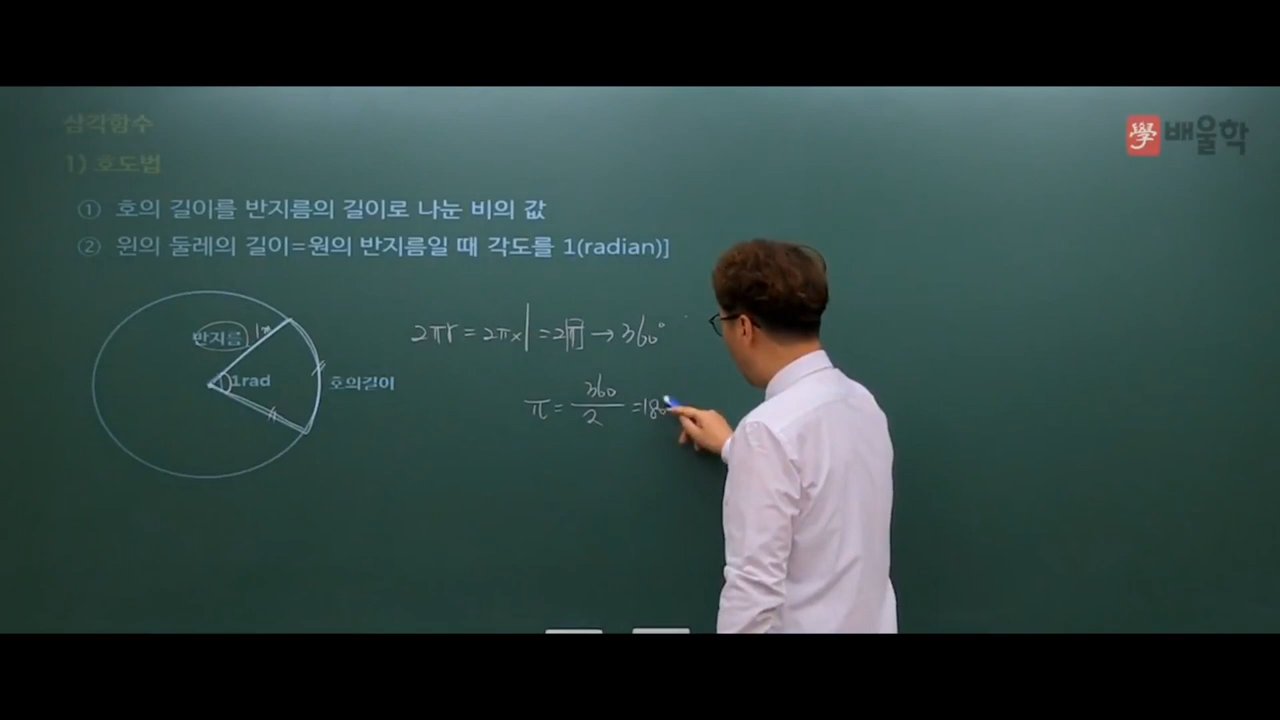 삼각함수
學 배울학
1) 호도법
① 호의 길이를 반지름의 길이로 나눈 비의 값
② 원의 둘레의 길이=원의 반지름일 때 각도를 1(radian)]
반지름 1m
2πr = 2π×1 = 2π → 360°
1rad
호의길이
π = 360/2 = 180